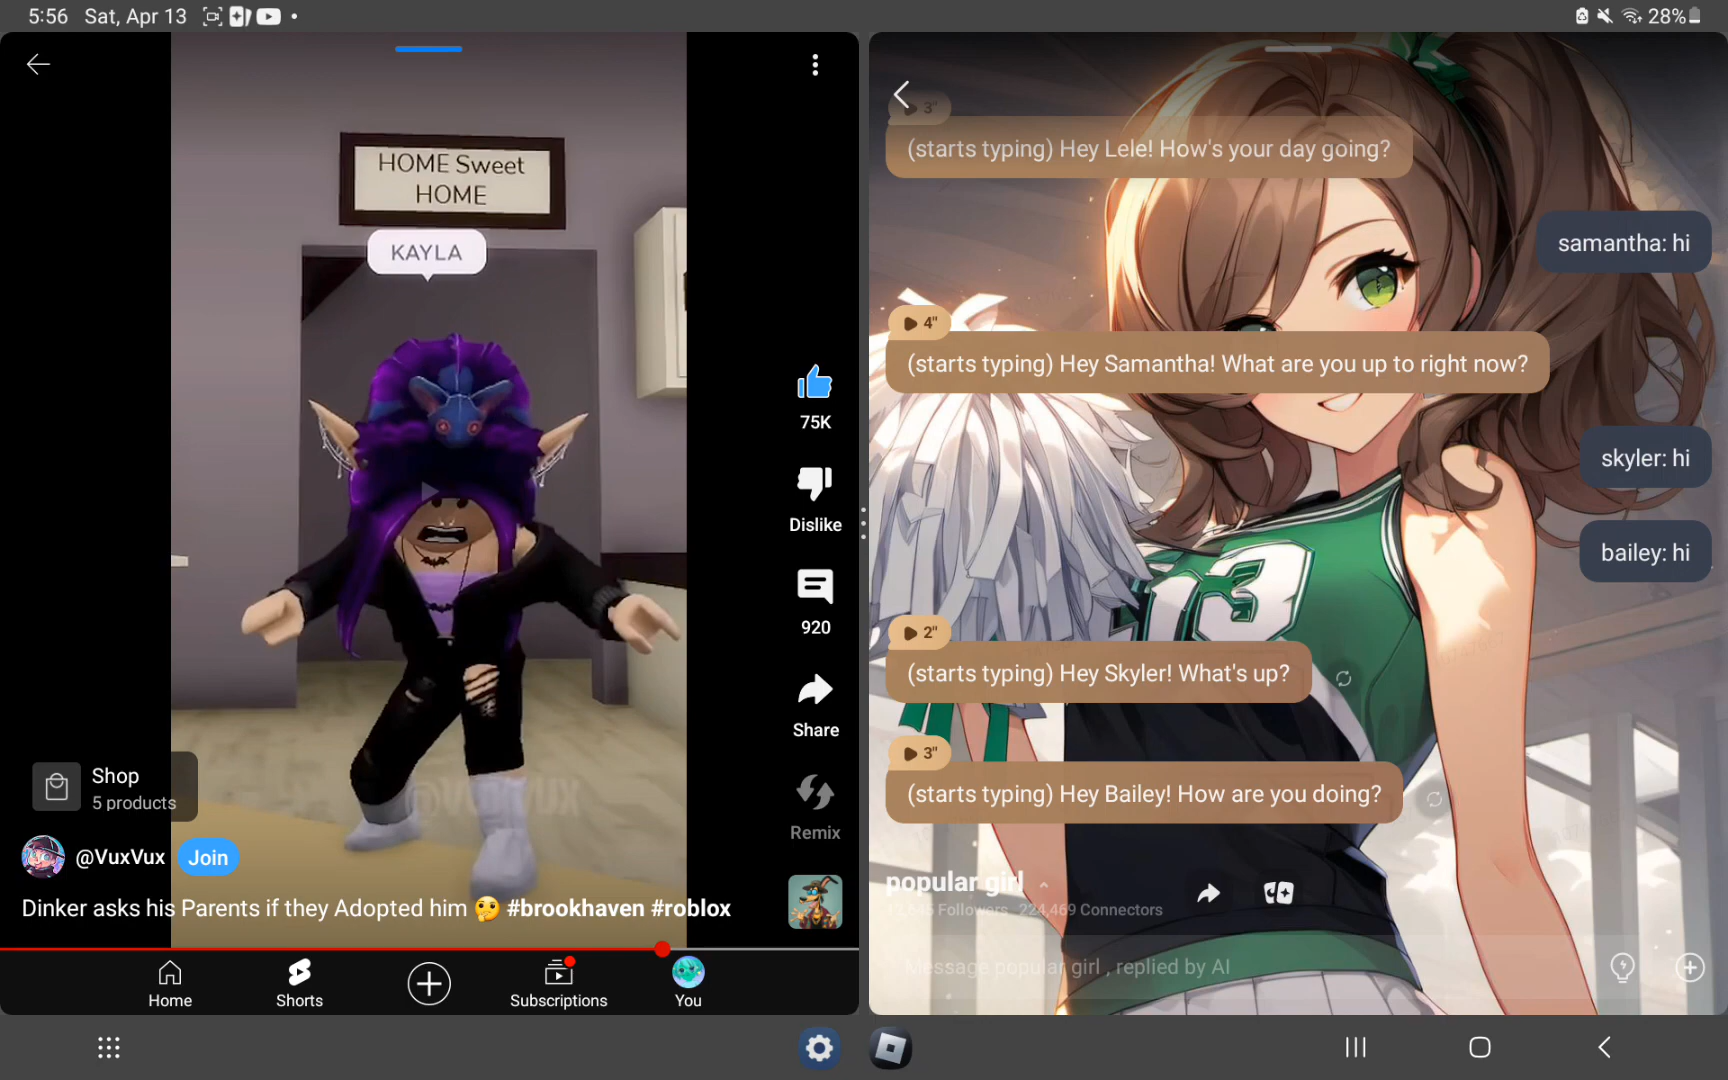 5:56 Sat, Apr 13
28%
HOME Sweet
HOME
KAYLA
75K
Dislike
920
Share
Remix
Shop
5 products
@VuxVux Join
Dinker asks his Parents if they Adopted him 🤔 #brookhaven #roblox
Home
Shorts
Subscriptions
You
3"
(starts typing) Hey Lele! How's your day going?
samantha: hi
4"
(starts typing) Hey Samantha! What are you up to right now?
skyler: hi
bailey: hi
13
2"
(starts typing) Hey Skyler! What's up?
3"
(starts typing) Hey Bailey! How are you doing?
popular girl
Followers 224,469 Connectors
Message popular girl , replied by AI